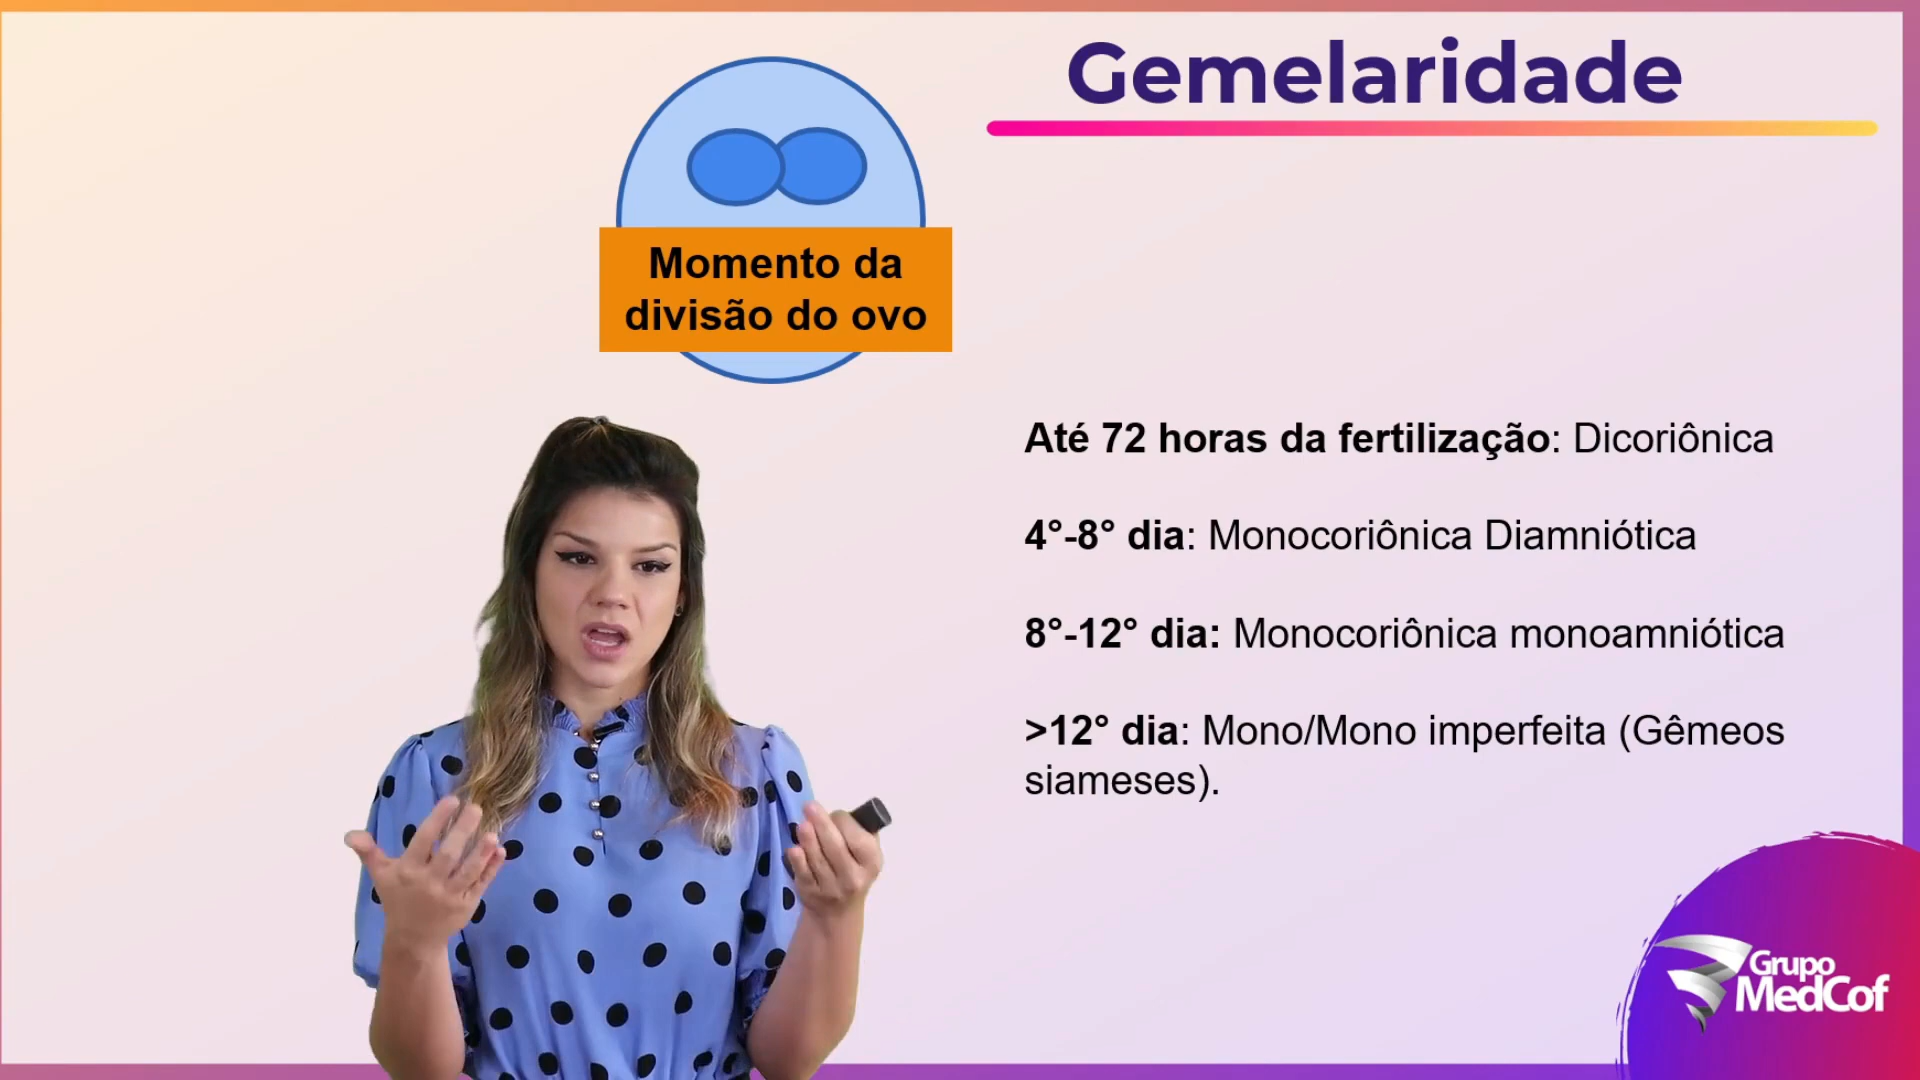 Gemelaridade
Momento da
divisão do ovo
Até 72 horas da fertilização: Dicoriônica
4°-8° dia: Monocoriônica Diamniótica
8°-12° dia: Monocoriônica monoamniótica
>12° dia: Mono/Mono imperfeita (Gêmeos
siameses).
Grupo
MedCof